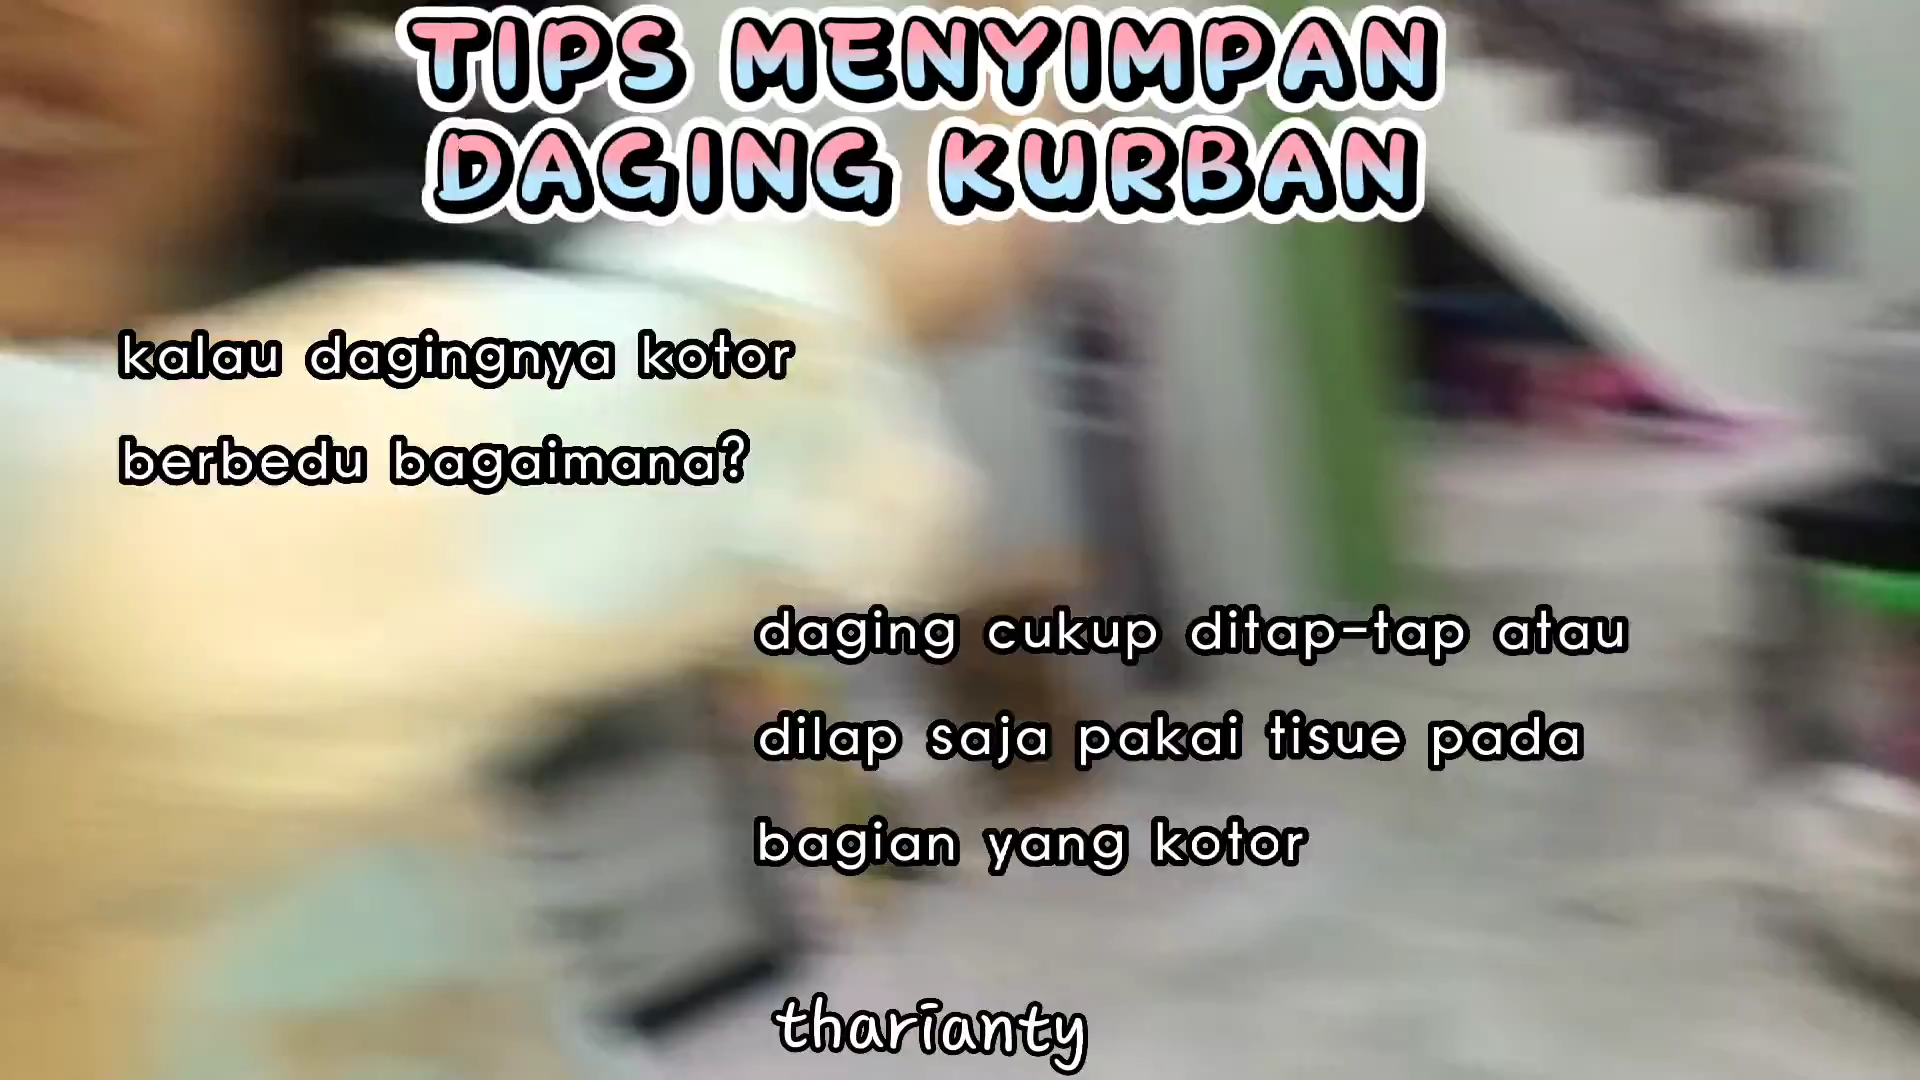 TIPS MENYIMPAN
DAGING KURBAN
kalau dagingnya kotor
berbedu bagaimana?
daging cukup ditap-tap atau
dilap saja pakai tisue pada
bagian yang kotor
tharianty